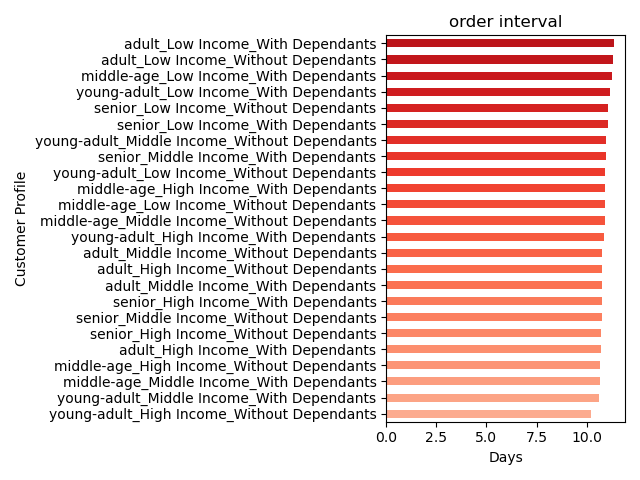 order interval
Customer Profile
adult_Low Income_With Dependants
adult_Low Income_Without Dependants
middle-age_Low Income_With Dependants
young-adult_Low Income_With Dependants
senior_Low Income_Without Dependants
senior_Low Income_With Dependants
young-adult_Middle Income_Without Dependants
senior_Middle Income_With Dependants
young-adult_Low Income_Without Dependants
middle-age_High Income_With Dependants
middle-age_Low Income_Without Dependants
middle-age_Middle Income_Without Dependants
young-adult_High Income_With Dependants
adult_Middle Income_Without Dependants
adult_High Income_Without Dependants
adult_Middle Income_With Dependants
senior_High Income_With Dependants
senior_Middle Income_Without Dependants
senior_High Income_Without Dependants
adult_High Income_With Dependants
middle-age_High Income_Without Dependants
middle-age_Middle Income_With Dependants
young-adult_Middle Income_With Dependants
young-adult_High Income_Without Dependants
0.0 2.5 5.0 7.5 10.0
Days